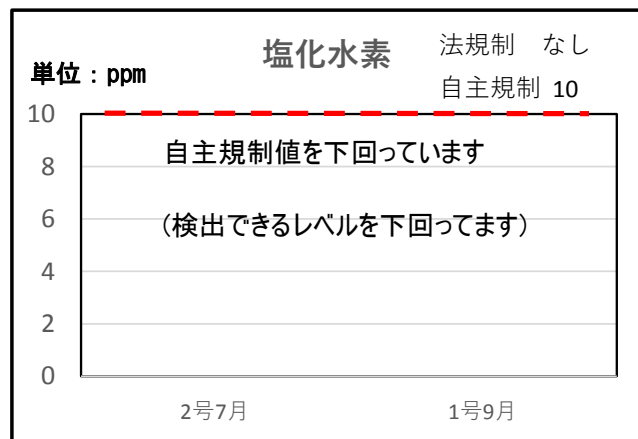 塩化水素
法規制　なし
単位：ppm
自主規制 10
10
自主規制値を下回っています
8
（検出できるレベルを下回ってます）
6
4
2
0
2号7月
1号9月